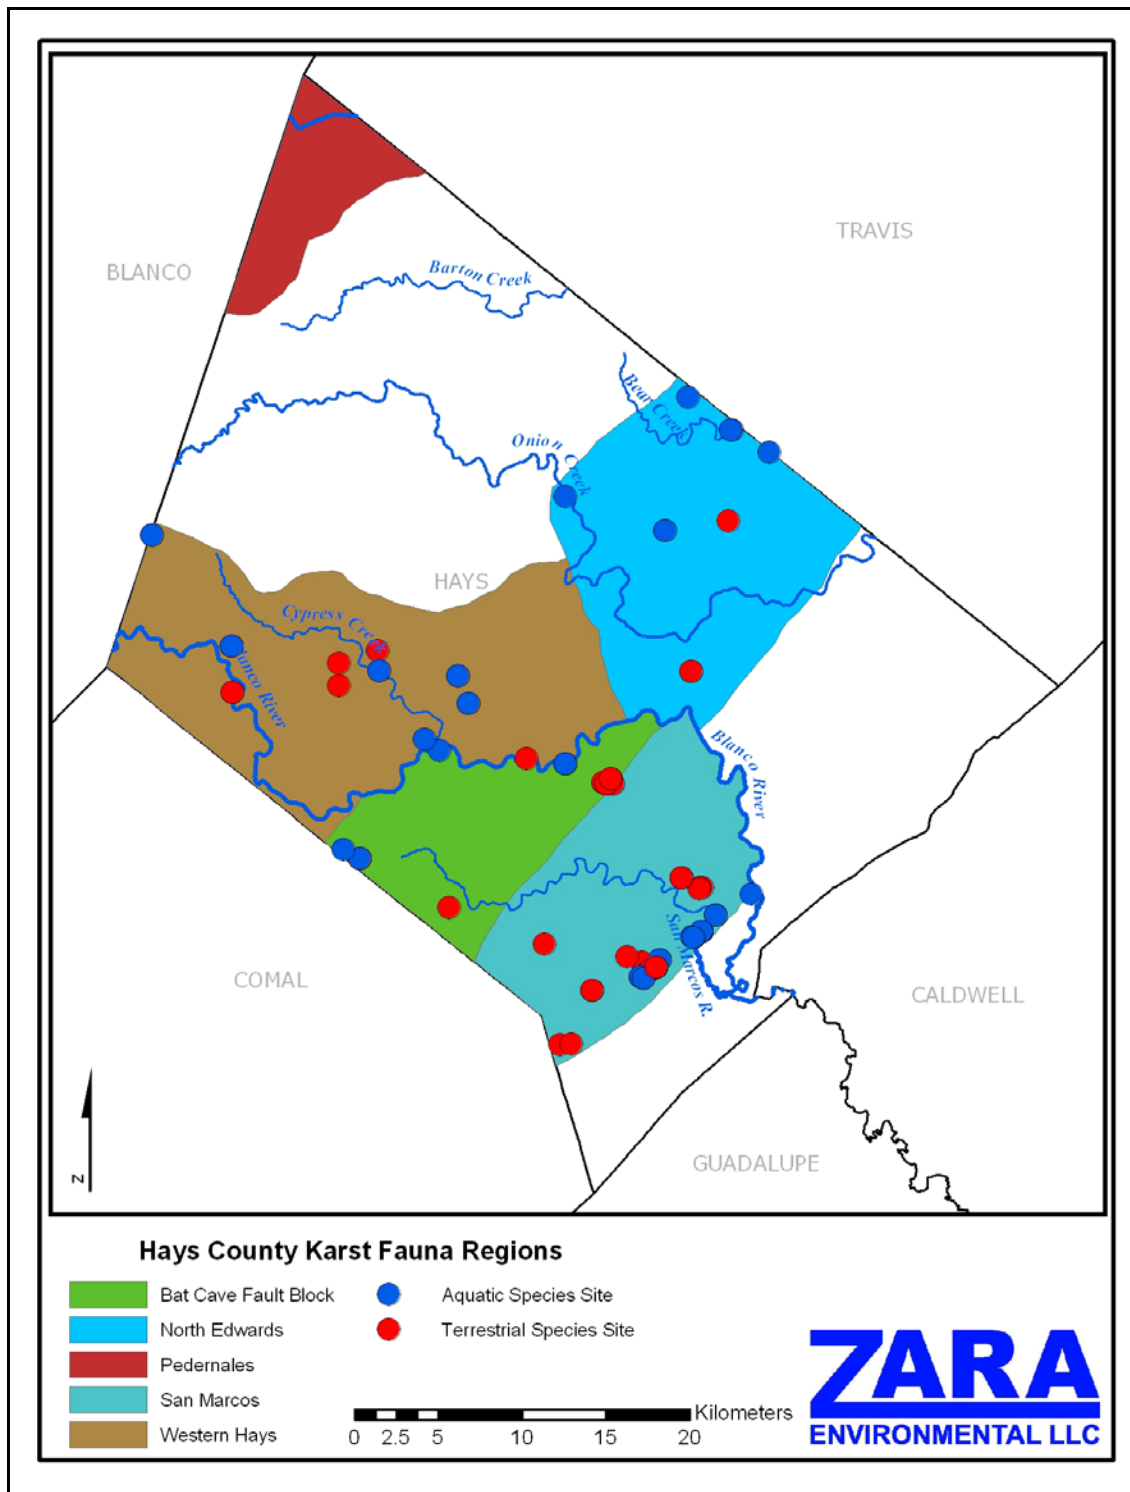 TRAVIS
BLANCO
Barton Creek
Bear Creek
Onion Creek
HAYS
Cypress Creek
lanco River
Blanco River
San Marcos R.
COMAL
CALDWELL
GUADALUPE
Z
Hays County Karst Fauna Regions
Bat Cave Fault Block
North Edwards
Pedernales
San Marcos
Western Hays
Aquatic Species Site
Terrestrial Species Site
Kilometers
0 2.5 5 10 15 20
ZARA
ENVIRONMENTAL LLC